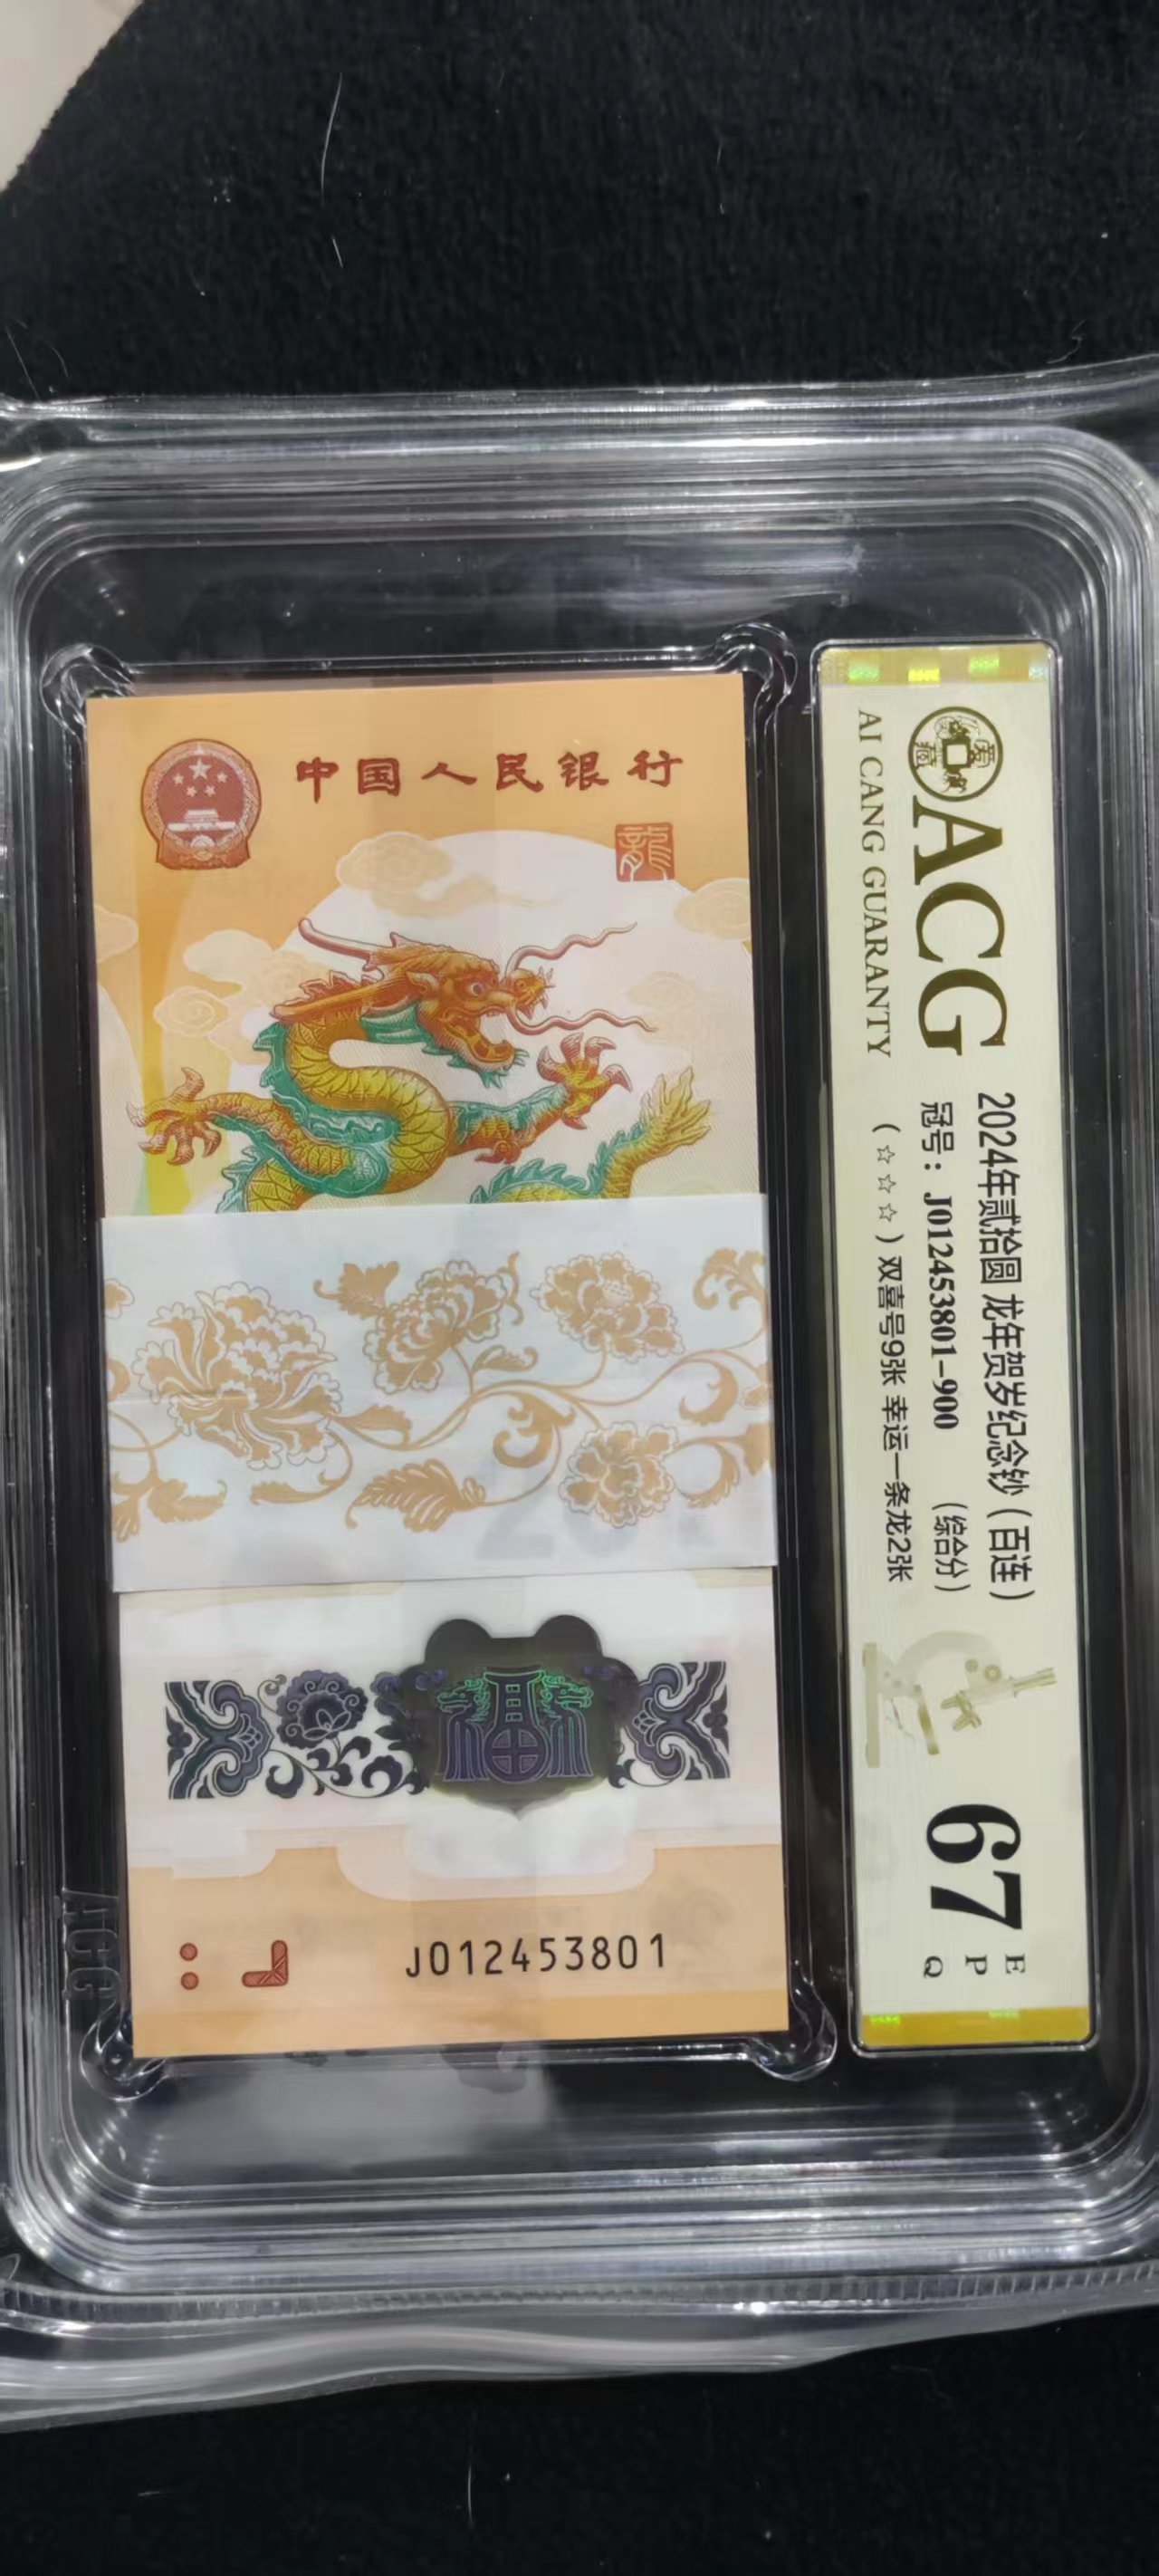 中国人民银行
龍
J012453801
ACG
AI CANG GUARANTY
2024年贰拾圆 龙年贺岁纪念钞（百连）
冠号：J012453801-900 （综合分）
（☆☆☆）双喜号9张 幸运一条龙2张
67
E
P
Q
ACG